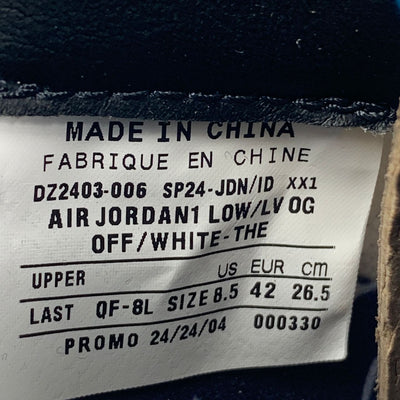 MADE IN CHINA
FABRIQUE EN CHINE
DZ2403-006 SP24-JDN/ID XX1
AIR JORDAN1 LOW/LV OG
OFF/WHITE-THE
UPPER US EUR cm
LAST QF-8L SIZE 8.5 42 26.5
PROMO 24/24/04 000330